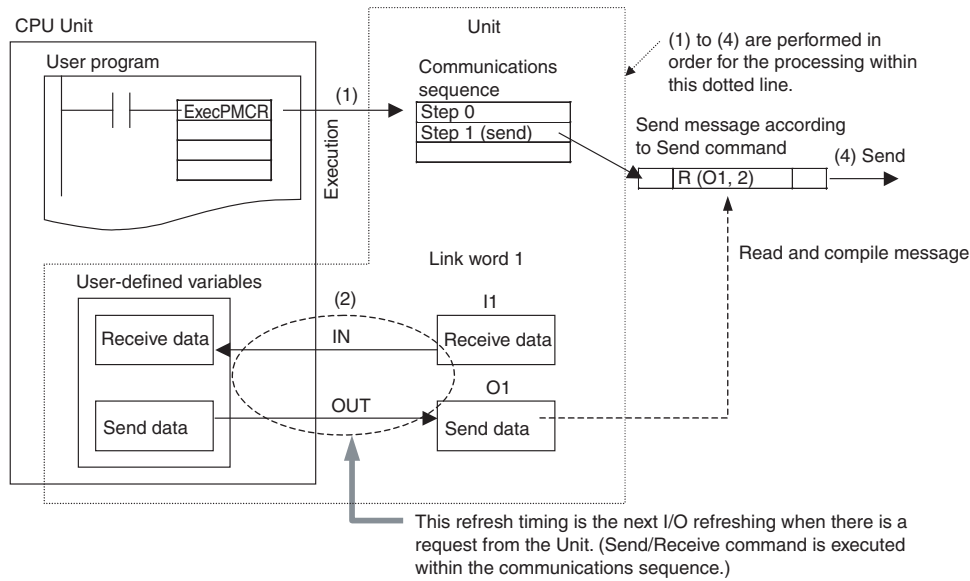 CPU Unit
User program
ExecPMCR
(1)
Execution
Unit
Communications
sequence
Step 0
Step 1 (send)
(1) to (4) are performed in
order for the processing within
this dotted line.
Send message according
to Send command
R (O1, 2)
(4) Send
Read and compile message
Link word 1
User-defined variables
(2)
Receive data
IN
I1
Receive data
Send data
OUT
O1
Send data
This refresh timing is the next I/O refreshing when there is a
request from the Unit. (Send/Receive command is executed
within the communications sequence.)